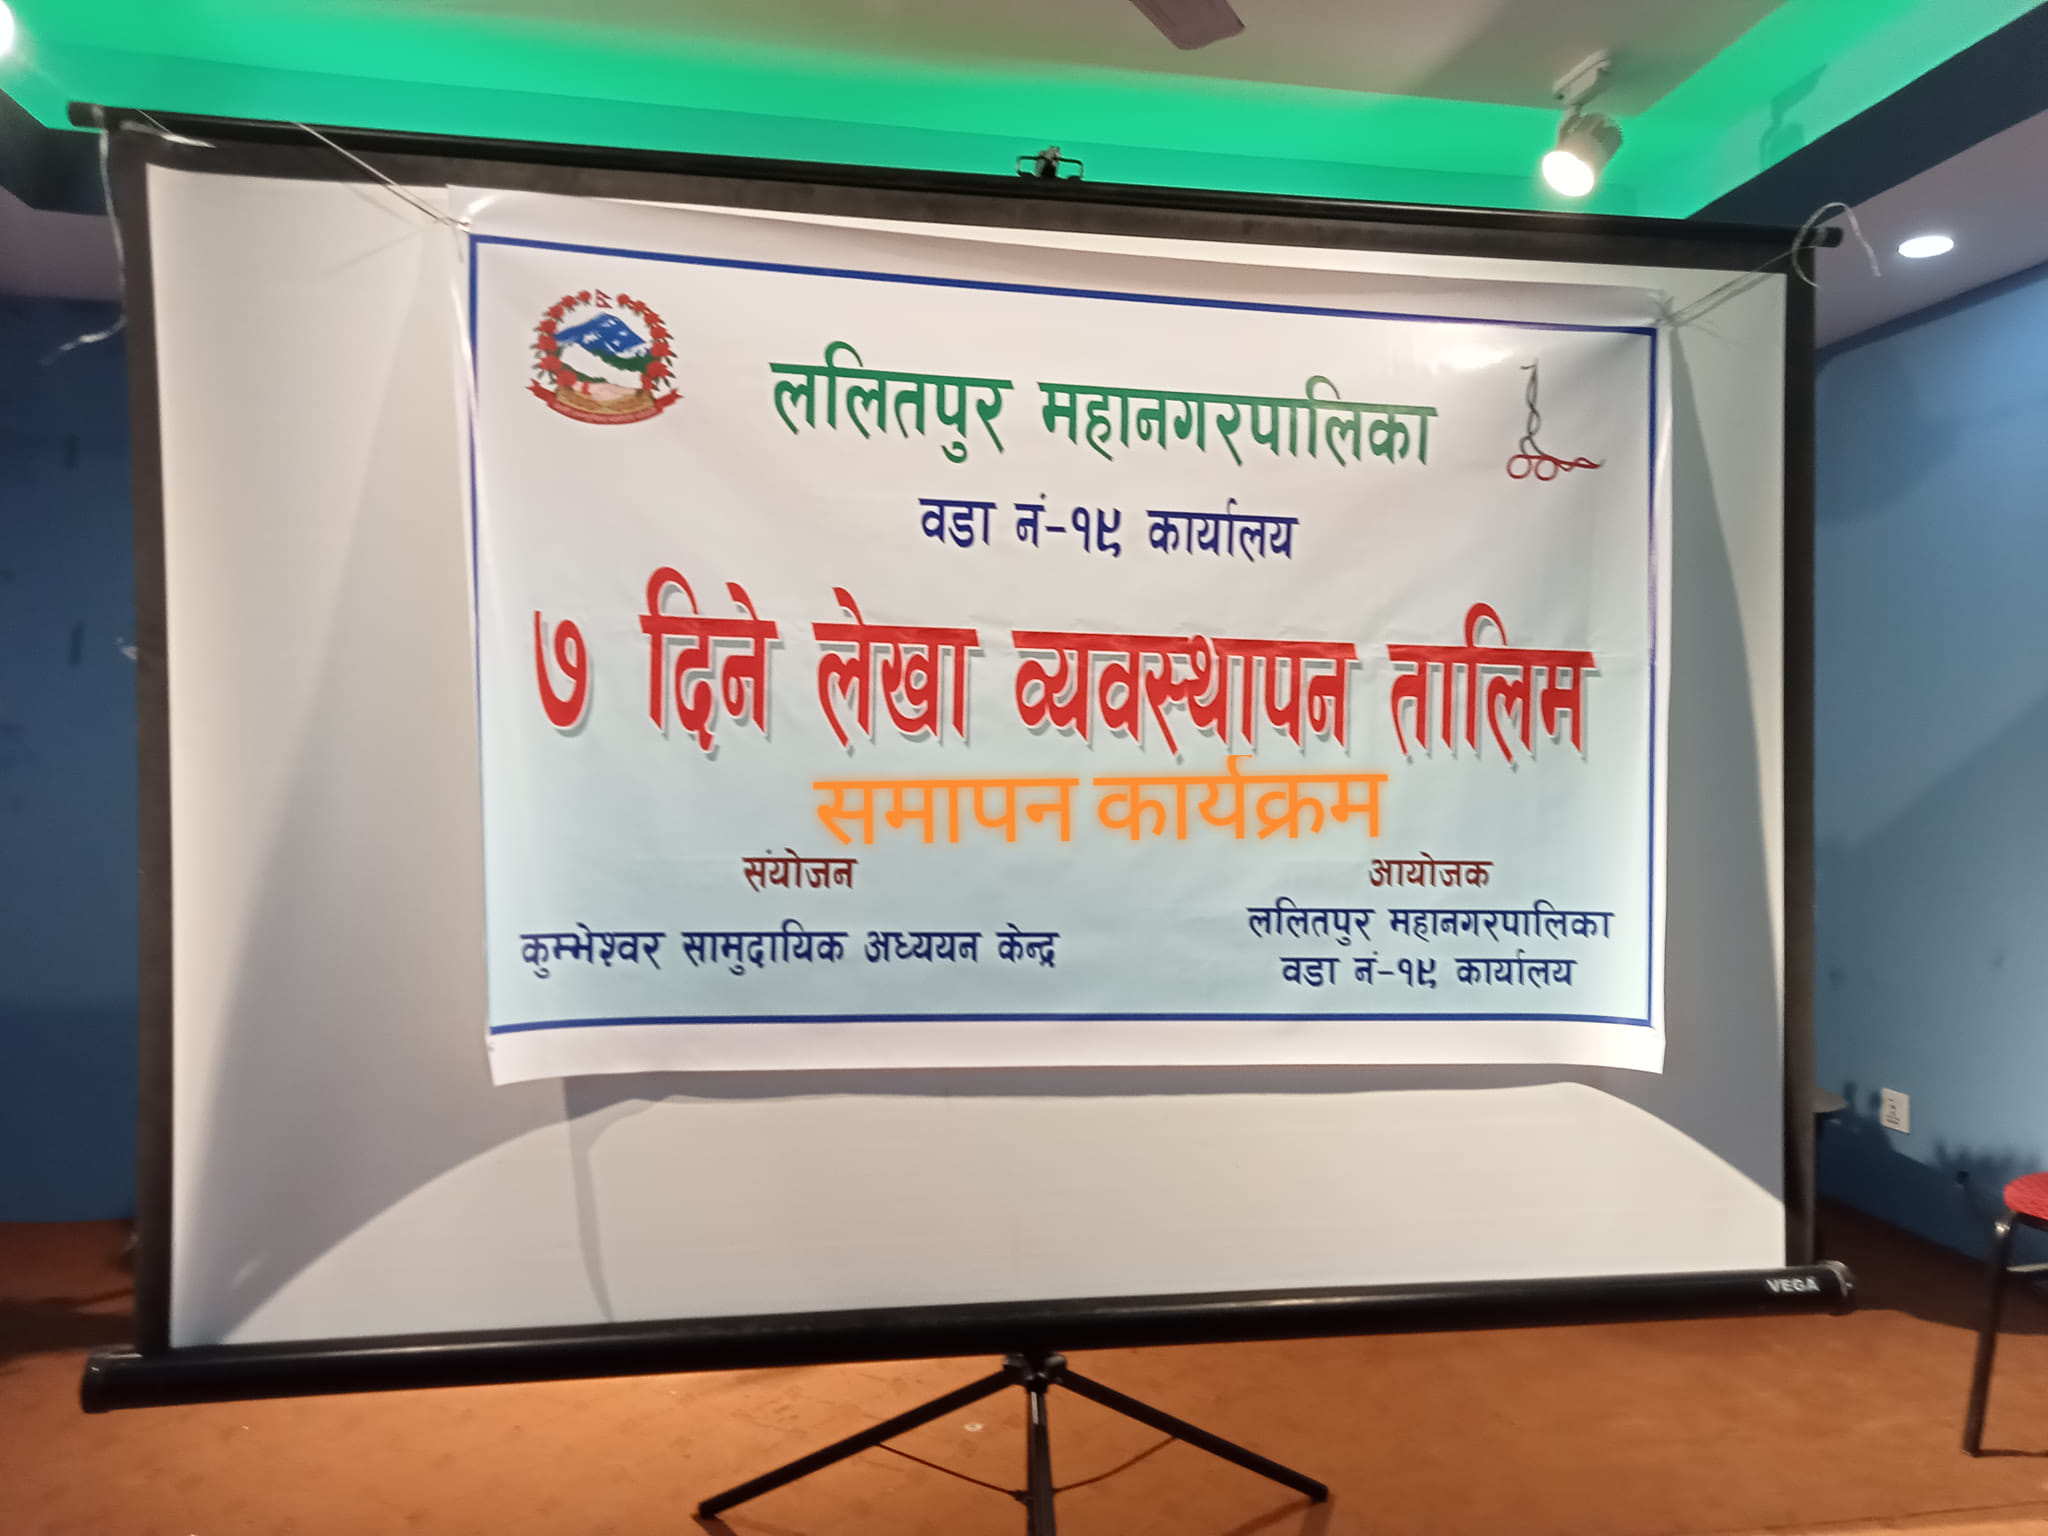 ललितपुर महानगरपालिका
वडा नं-१९ कार्यालय
७ दिने लेखा व्यवस्थापन तालिम
समापन कार्यक्रम
संयोजन
कुम्भेश्वर सामुदायिक अध्ययन केन्द्र
आयोजक
ललितपुर महानगरपालिका
वडा नं-१९ कार्यालय
VEGA